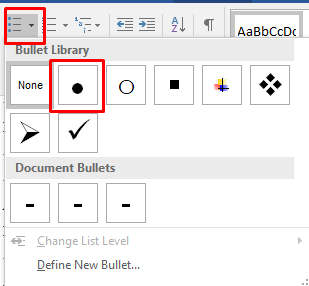 AaBbCcDc
Bullet Library
None
Document Bullets
Change List Level
Define New Bullet...